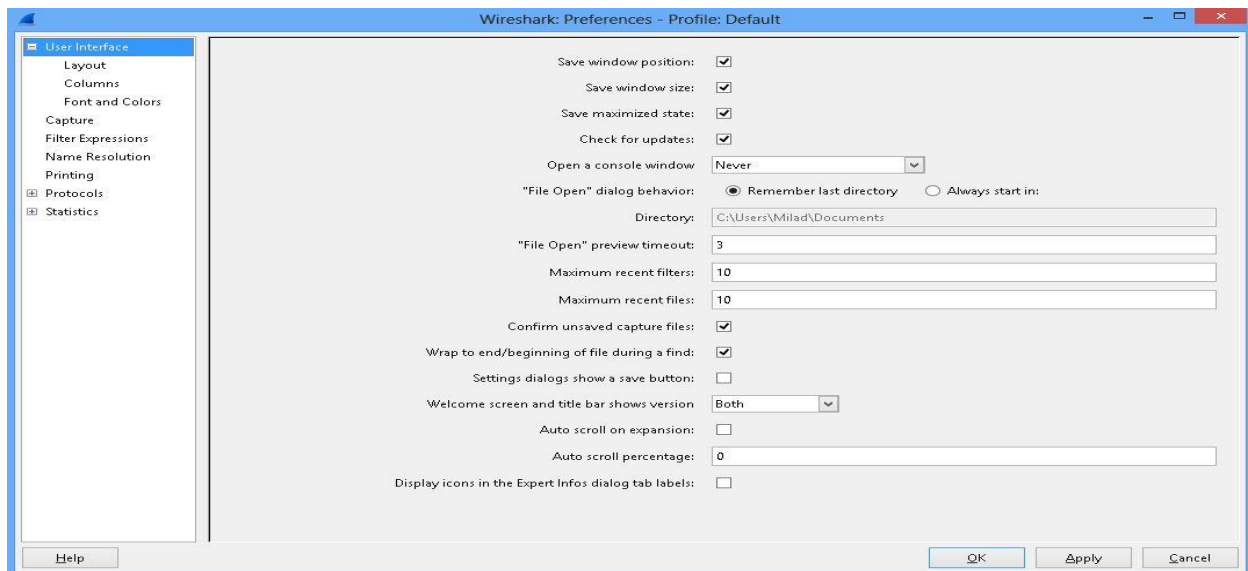 Wireshark: Preferences - Profile: Default
User Interface
Layout
Columns
Font and Colors
Capture
Filter Expressions
Name Resolution
Printing
Protocols
Statistics
Save window position:
Save window size:
Save maximized state:
Check for updates:
Open a console window Never
"File Open" dialog behavior: Remember last directory Always start in:
Directory: C:\Users\Milad\Documents
"File Open" preview timeout: 3
Maximum recent filters: 10
Maximum recent files: 10
Confirm unsaved capture files:
Wrap to end/beginning of file during a find:
Settings dialogs show a save button:
Welcome screen and title bar shows version Both
Auto scroll on expansion:
Auto scroll percentage: 0
Display icons in the Expert Infos dialog tab labels:
Help OK Apply Cancel